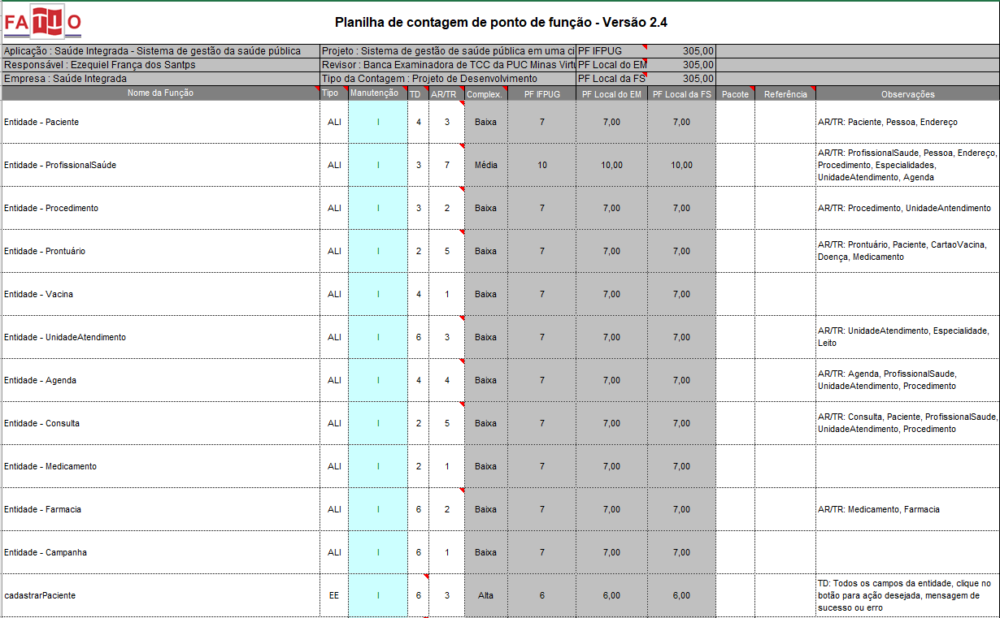 FATTO
Planilha de contagem de ponto de função - Versão 2.4
Aplicação : Saúde Integrada - Sistema de gestão da saúde pública Projeto : Sistema de gestão de saúde pública em uma ci PF IFPUG 305,00
Responsável : Ezequiel França dos Santps Revisor : Banca Examinadora de TCC da PUC Minas Virtu PF Local do EM 305,00
Empresa : Saúde Integrada Tipo da Contagem : Projeto de Desenvolvimento PF Local da FS 305,00
Nome da Função Tipo Manutenção TD AR/TR Complex. PF IFPUG PF Local do EM PF Local da FS Pacote Referência Observações
Entidade - Paciente ALI I 4 3 Baixa 7 7,00 7,00 AR/TR: Paciente, Pessoa, Endereço
Entidade - ProfissionalSaúde ALI I 3 7 Média 10 10,00 10,00 AR/TR: ProfissionalSaude, Pessoa, Endereço,
Procedimento, Especialidades,
UnidadeAtendimento, Agenda
Entidade - Procedimento ALI I 3 2 Baixa 7 7,00 7,00 AR/TR: Procedimento, UnidadeAntendimento
Entidade - Prontuário ALI I 2 5 Baixa 7 7,00 7,00 AR/TR: Prontuário, Paciente, CartaoVacina,
Doença, Medicamento
Entidade - Vacina ALI I 4 1 Baixa 7 7,00 7,00
Entidade - UnidadeAtendimento ALI I 6 3 Baixa 7 7,00 7,00 AR/TR: UnidadeAtendimento, Especialidade,
Leito
Entidade - Agenda ALI I 4 4 Baixa 7 7,00 7,00 AR/TR: Agenda, ProfissionalSaude,
UnidadeAtendimento, Procedimento
Entidade - Consulta ALI I 2 5 Baixa 7 7,00 7,00 AR/TR: Consulta, Paciente, ProfissionalSaude,
UnidadeAtendimento, Procedimento
Entidade - Medicamento ALI I 2 1 Baixa 7 7,00 7,00
Entidade - Farmacia ALI I 6 2 Baixa 7 7,00 7,00 AR/TR: Medicamento, Farmacia
Entidade - Campanha ALI I 6 1 Baixa 7 7,00 7,00
cadastrarPaciente EE I 6 3 Alta 6 6,00 6,00 TD: Todos os campos da entidade, clique no
botão para ação desejada, mensagem de
sucesso ou erro